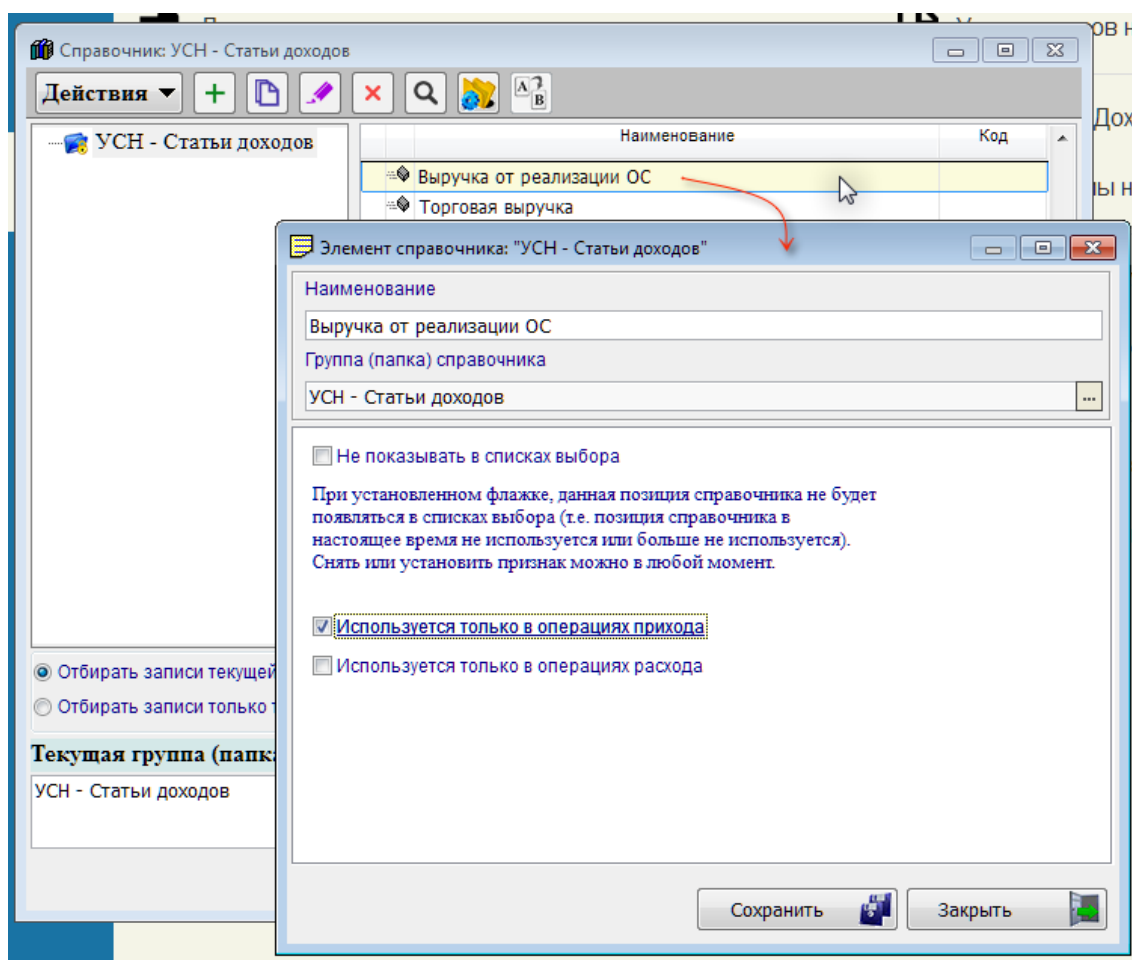 ов н
Справочник: УСН - Статьи доходов
Действия
Дох
УСН - Статьи доходов
Наименование
Код
Выручка от реализации ОС
ы н
Торговая выручка
Элемент справочника: "УСН - Статьи доходов"
Наименование
Выручка от реализации ОС
Группа (папка) справочника
УСН - Статьи доходов
...
Не показывать в списках выбора
При установленном флажке, данная позиция справочника не будет
появляться в списках выбора (т.е. позиция справочника в
настоящее время не используется или больше не используется).
Снять или установить признак можно в любой момент.
Используется только в операциях прихода
Используется только в операциях расхода
Отбирать записи текущей
Отбирать записи только
Текущая группа (папк
УСН - Статьи доходов
Сохранить
Закрыть